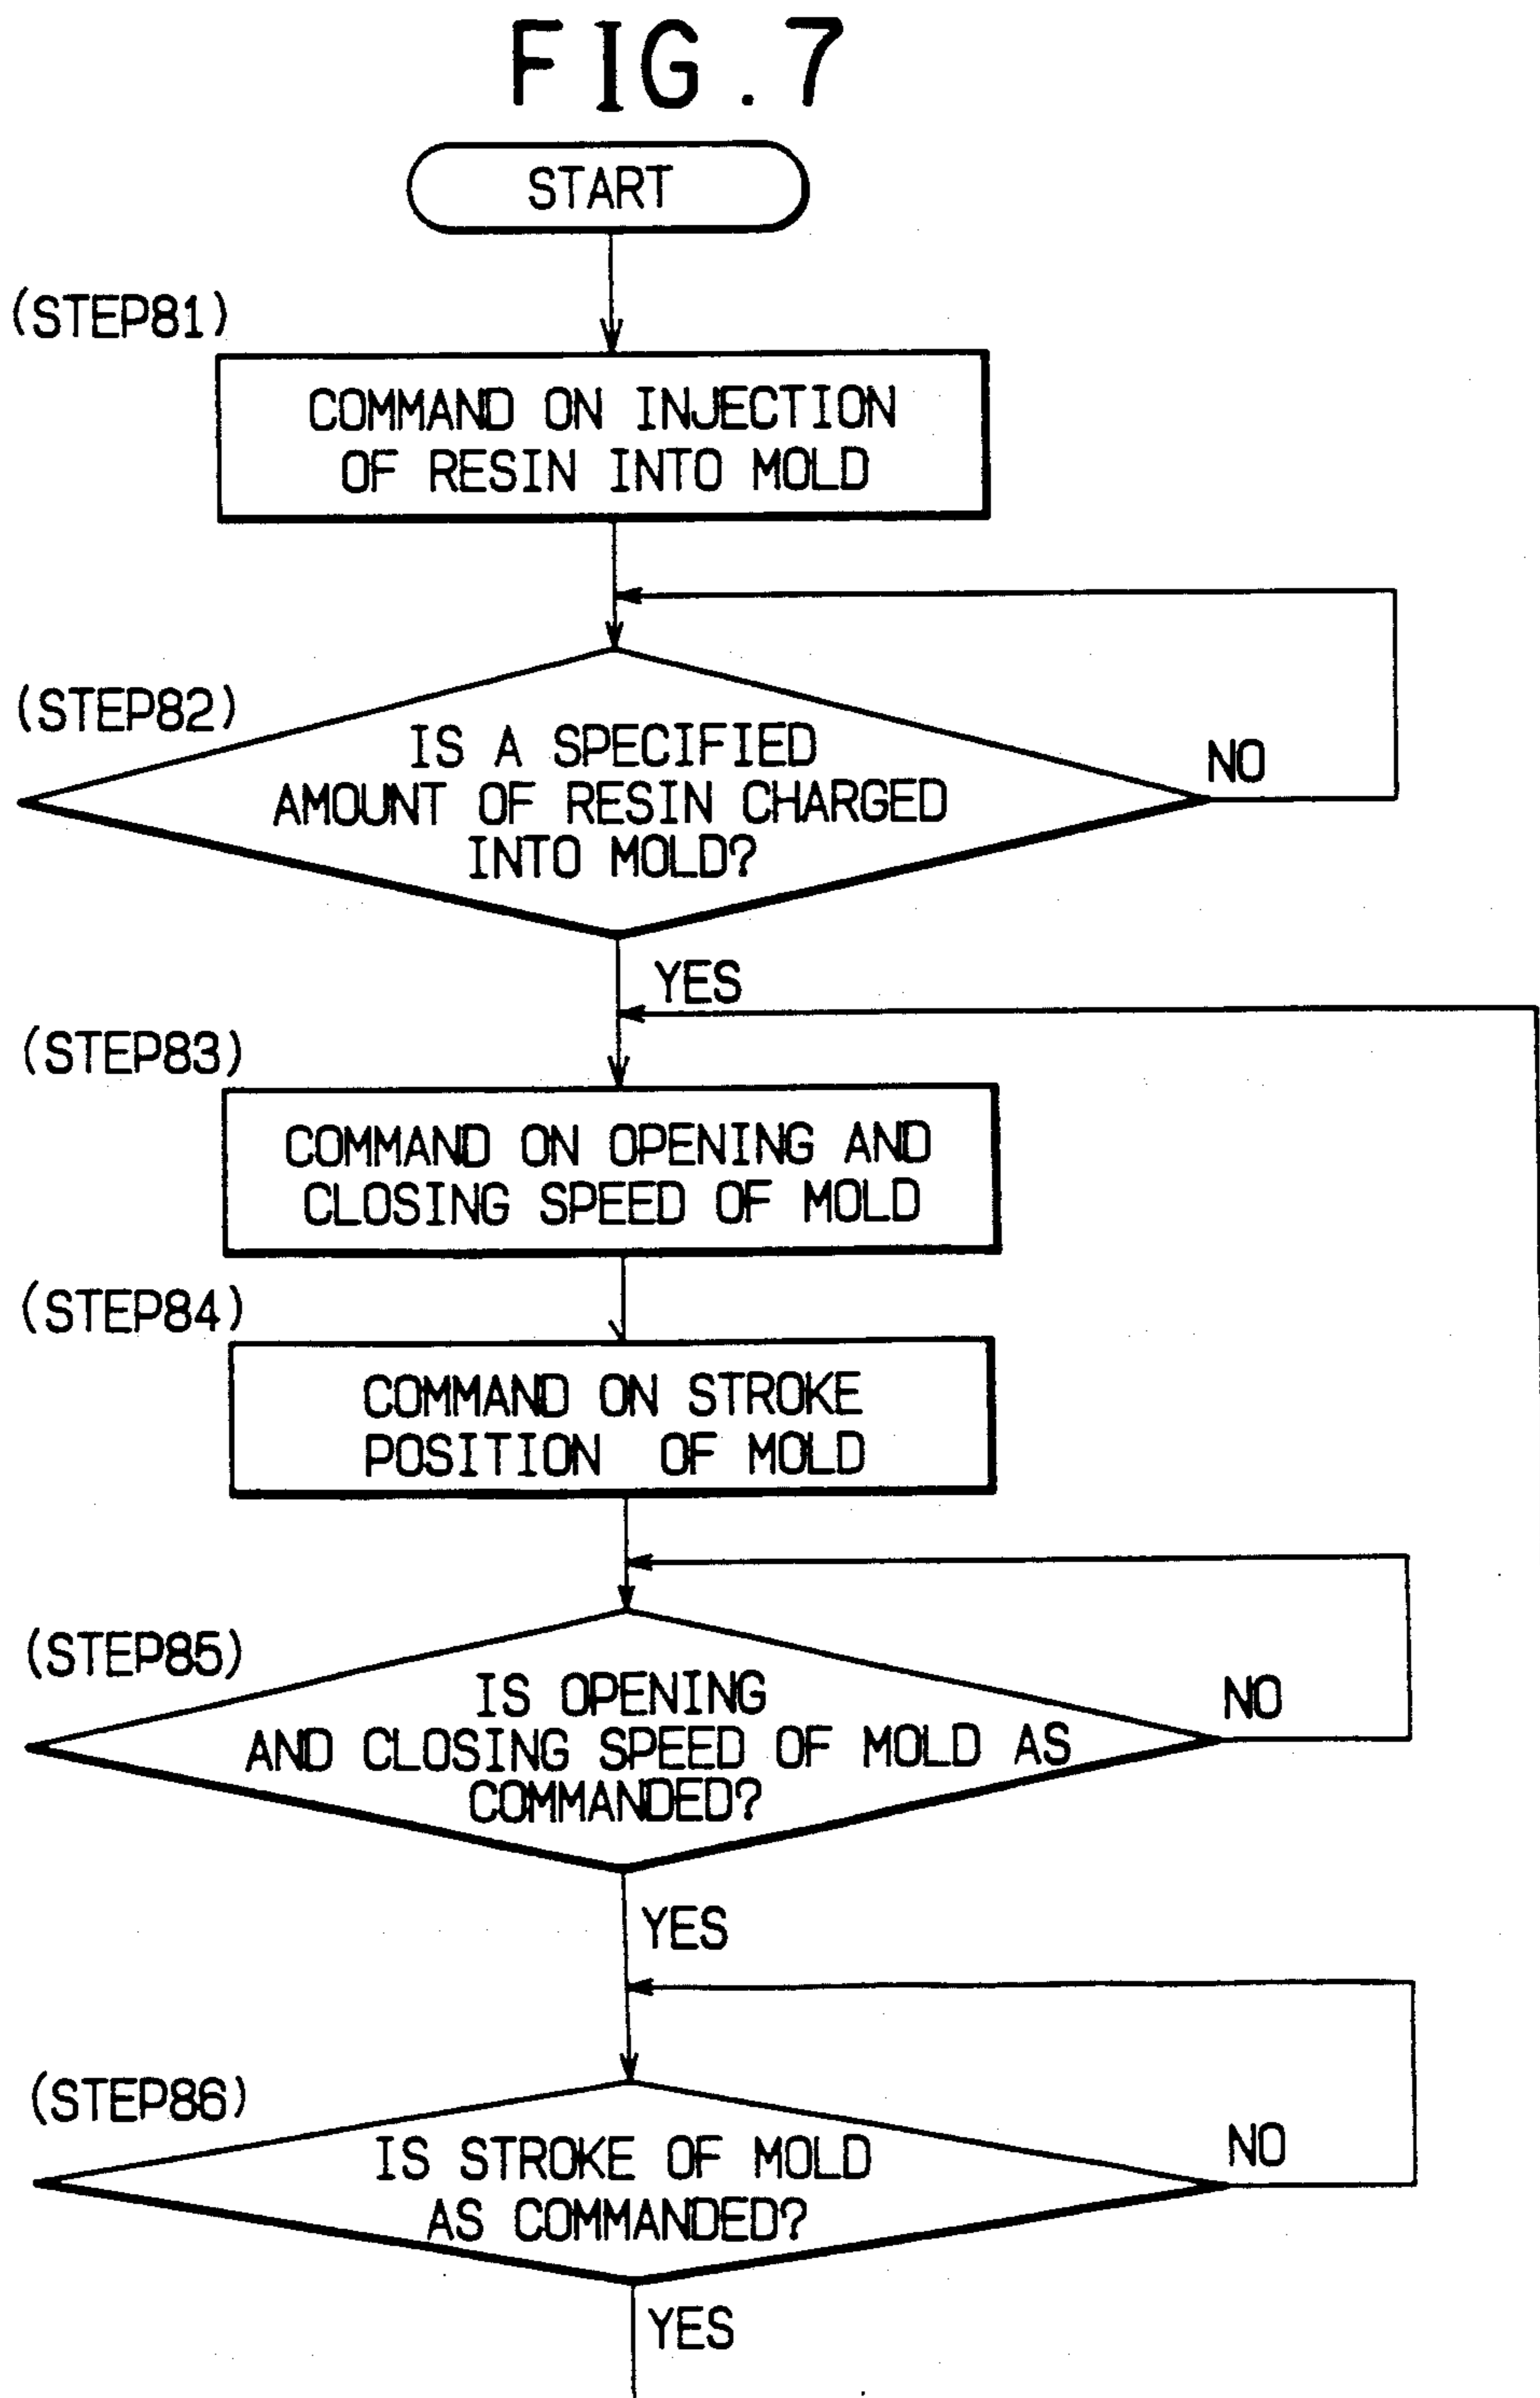 FIG.7
START
(STEP81)
COMMAND ON INJECTION
OF RESIN INTO MOLD
(STEP82)
IS A SPECIFIED
AMOUNT OF RESIN CHARGED
INTO MOLD?
NO
YES
(STEP83)
COMMAND ON OPENING AND
CLOSING SPEED OF MOLD
(STEP84)
COMMAND ON STROKE
POSITION OF MOLD
(STEP85)
IS OPENING
AND CLOSING SPEED OF MOLD AS
COMMANDED?
NO
YES
(STEP86)
IS STROKE OF MOLD
AS COMMANDED?
NO
YES